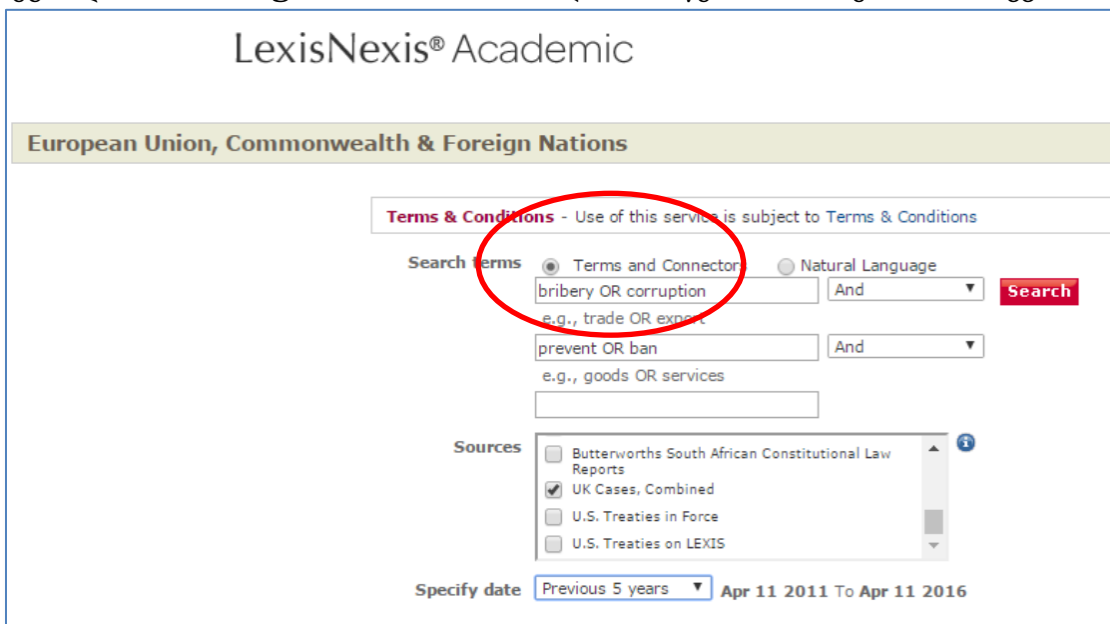 LexisNexis® Academic
European Union, Commonwealth & Foreign Nations
Terms & Conditions - Use of this service is subject to Terms & Conditions
Search terms Terms and Connectors Natural Language
bribery OR corruption And Search
e.g., trade OR export
prevent OR ban And
e.g., goods OR services
Sources
Butterworths South African Constitutional Law
Reports
UK Cases, Combined
U.S. Treaties in Force
U.S. Treaties on LEXIS
Specify date Previous 5 years Apr 11 2011 To Apr 11 2016